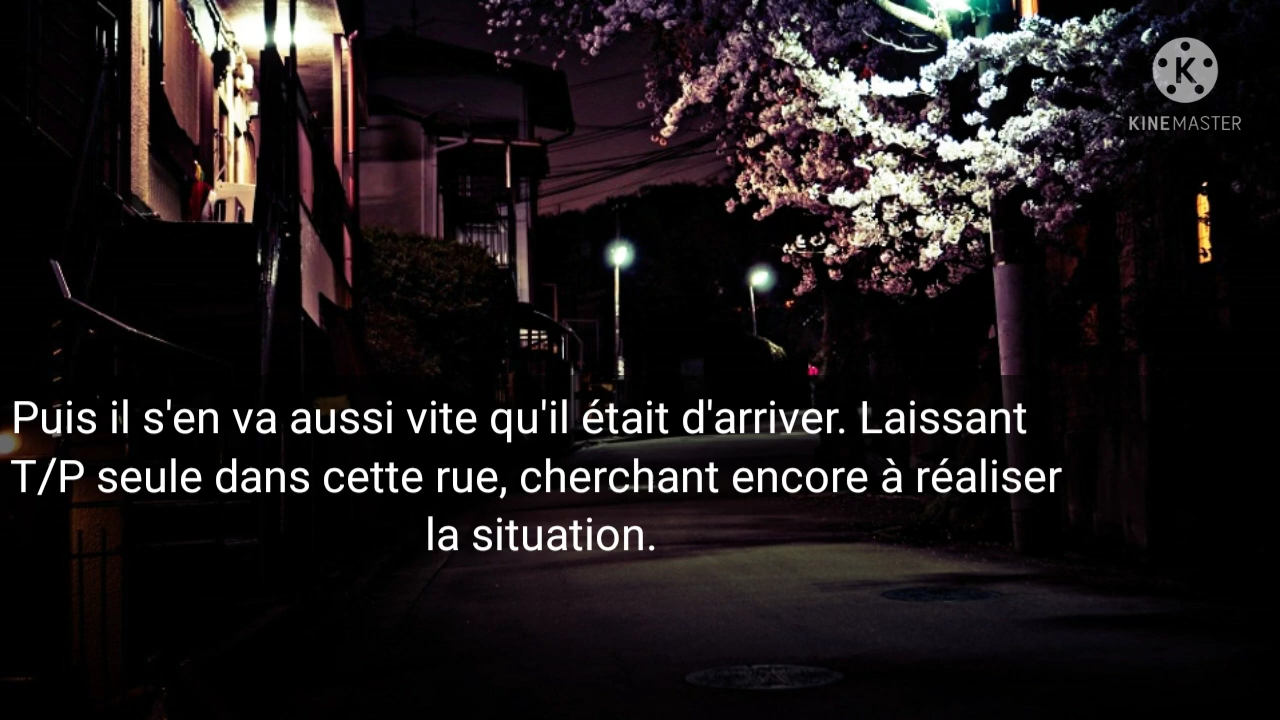 KINEMASTER
Puis il s'en va aussi vite qu'il était d'arriver. Laissant
T/P seule dans cette rue, cherchant encore à réaliser
la situation.